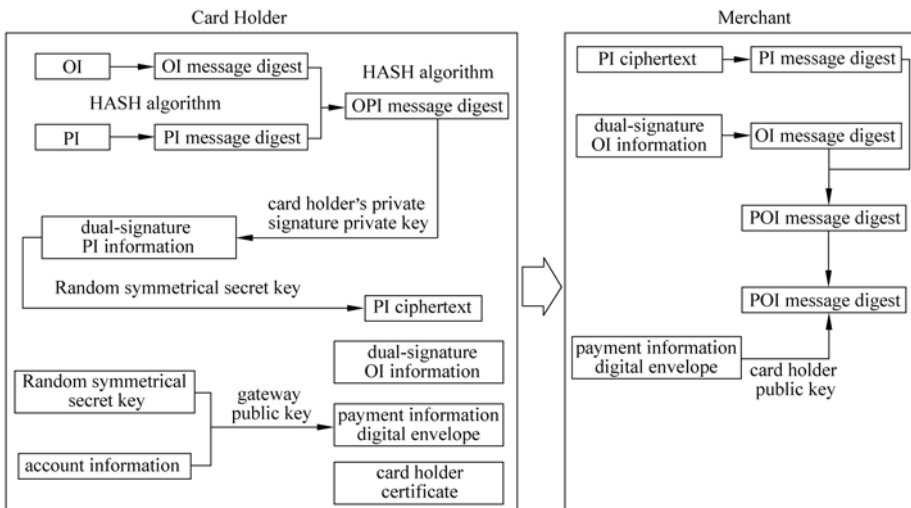 Card Holder
OI
OI message digest
HASH algorithm
HASH algorithm
OPI message digest
PI
PI message digest
card holder's private
signature private key
dual-signature
PI information
Random symmetrical secret key
PI ciphertext
dual-signature
OI information
Random symmetrical
secret key
gateway
public key
payment information
digital envelope
account information
card holder
certificate
Merchant
PI ciphertext
PI message digest
dual-signature
OI information
OI message digest
POI message digest
POI message digest
payment information
digital envelope
card holder
public key